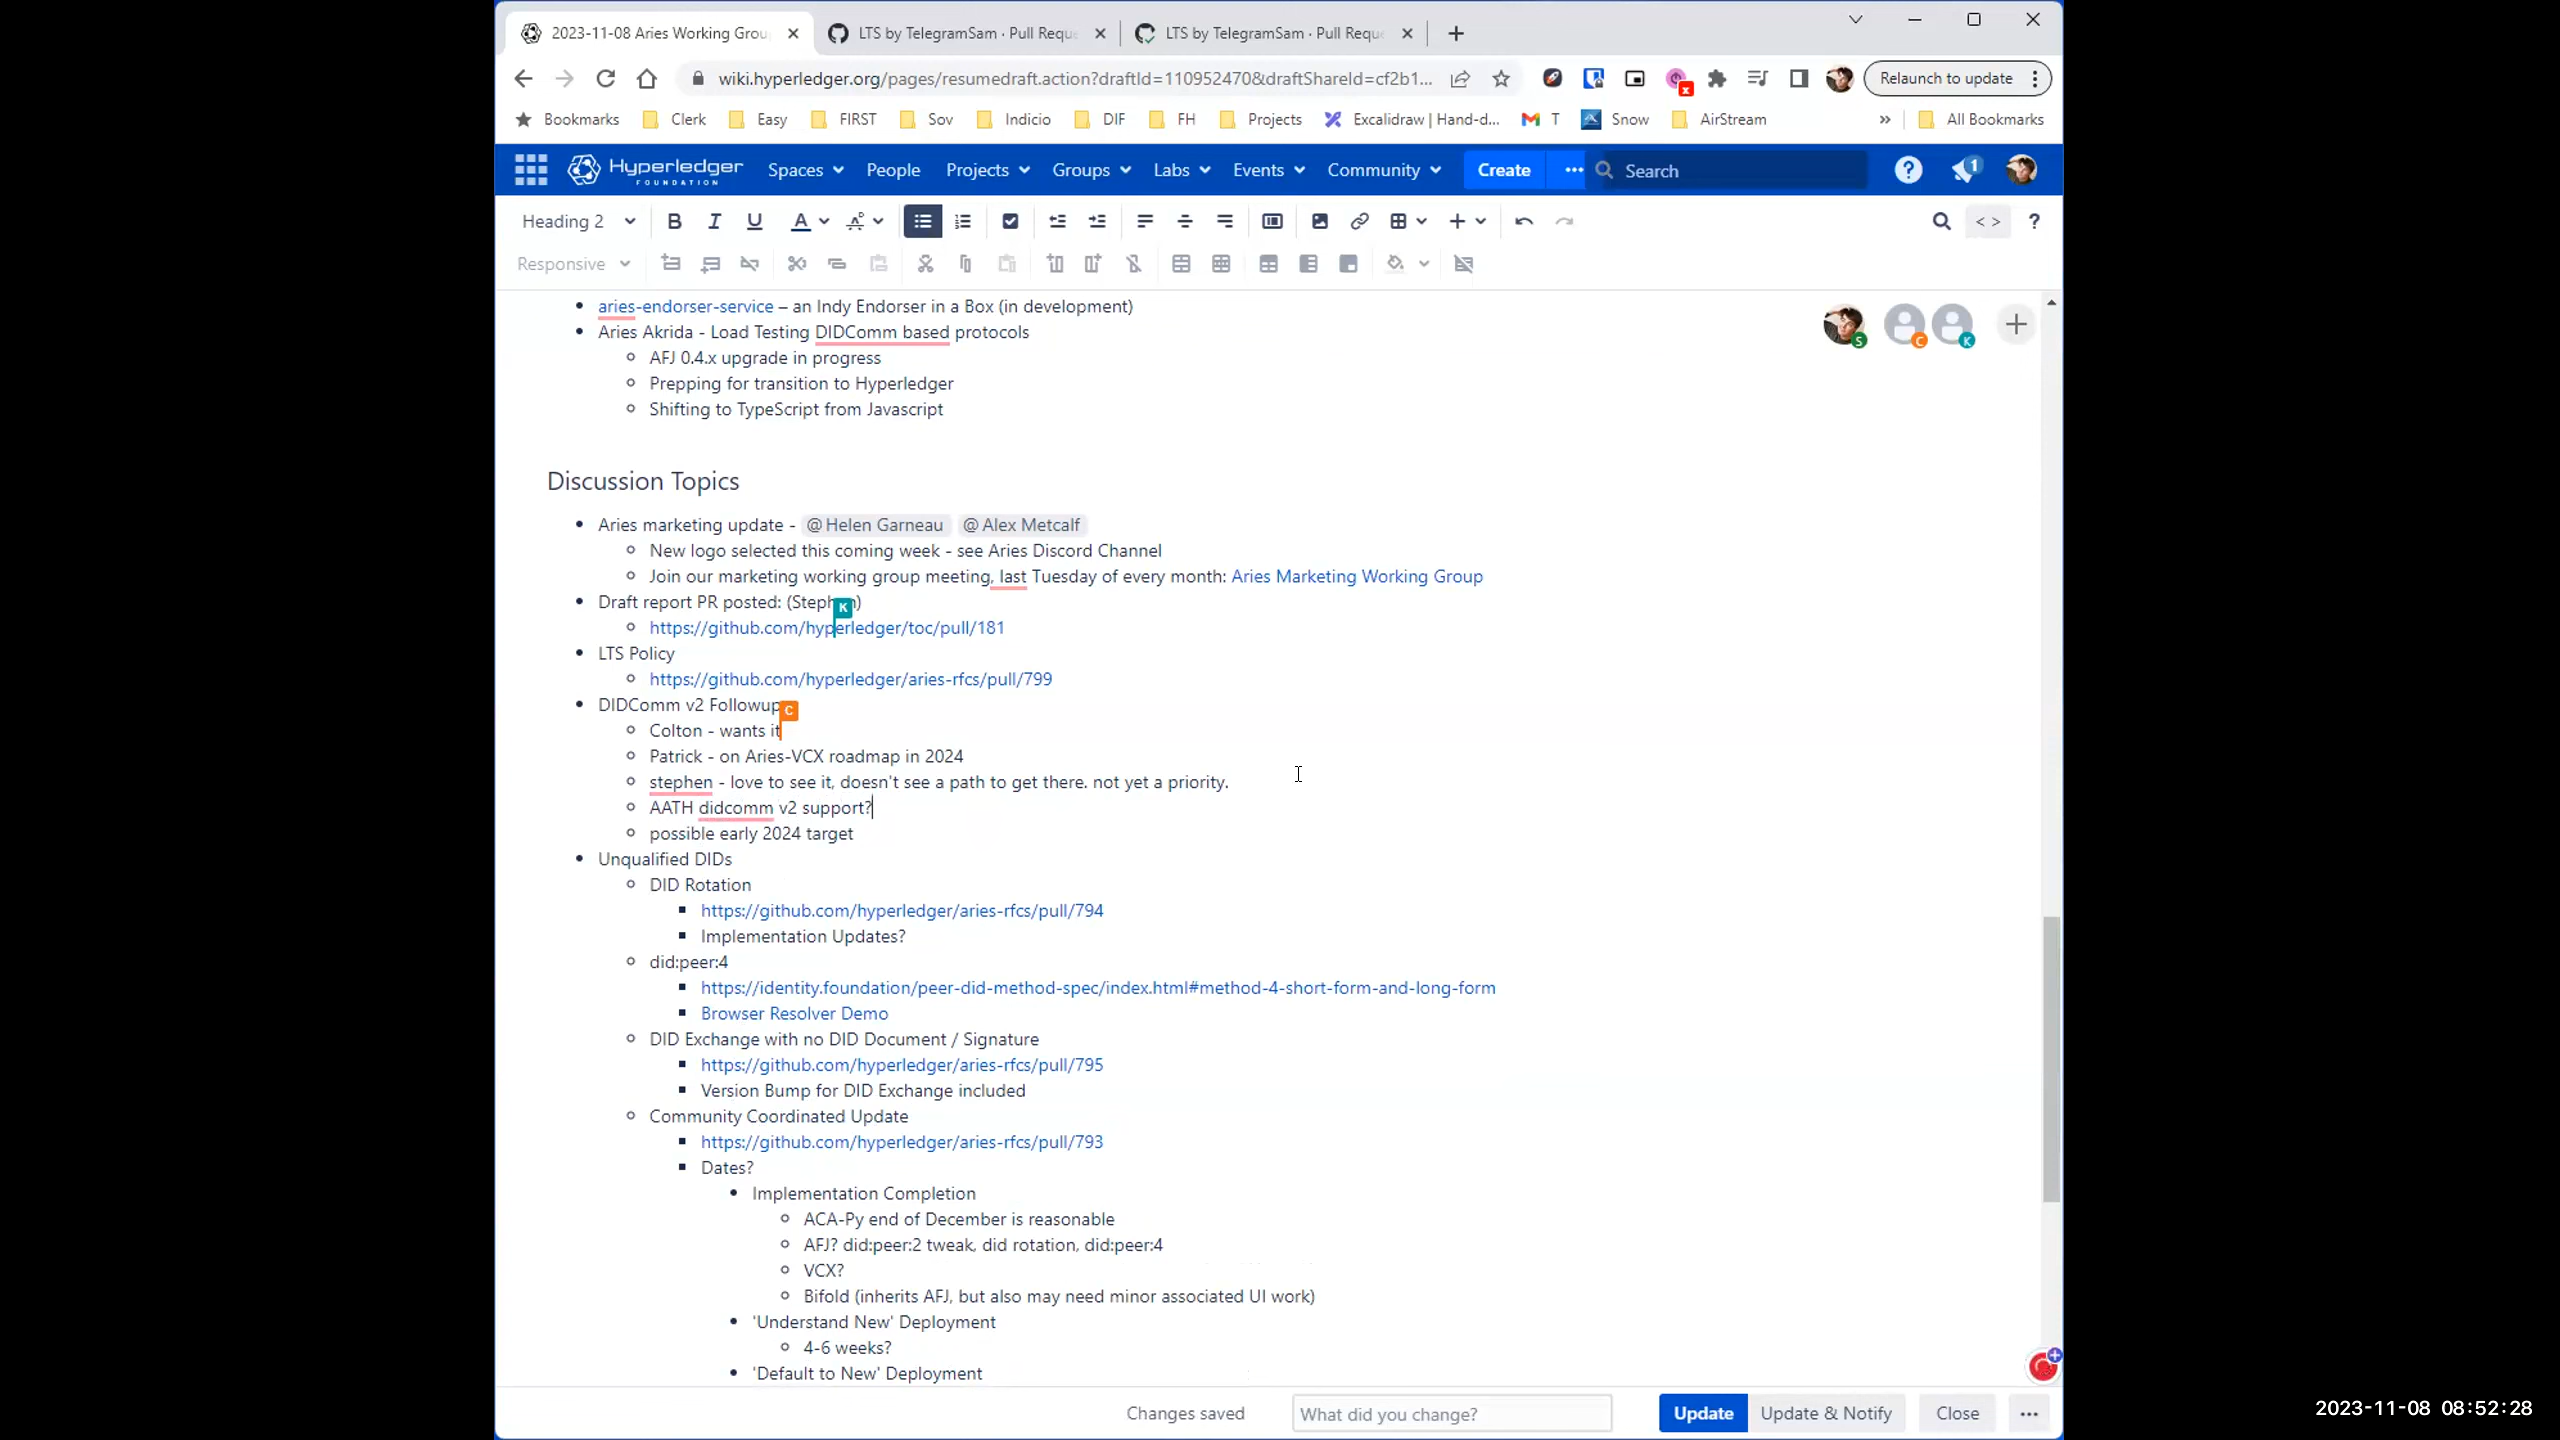 2023-11-08 Aries Working Grou
LTS by TelegramSam · Pull Reque
LTS by TelegramSam · Pull Reque
wiki.hyperledger.org/pages/resumedraft.action?draftId=110952470&draftShareId=cf2b1...
Relaunch to update
Bookmarks
Clerk
Easy
FIRST
Sov
Indicio
DIF
FH
Projects
Excalidraw | Hand-d...
T
Snow
AirStream
»
All Bookmarks
HYPERLEDGER FOUNDATION
Spaces
People
Projects
Groups
Labs
Events
Community
Create
Search
1
Heading 2
Responsive
aries-endorser-service – an Indy Endorser in a Box (in development)
Aries Akrida - Load Testing DIDComm based protocols
AFJ 0.4.x upgrade in progress
Prepping for transition to Hyperledger
Shifting to TypeScript from Javascript
S
C
K
Discussion Topics
Aries marketing update - @Helen Garneau @Alex Metcalf
New logo selected this coming week - see Aries Discord Channel
Join our marketing working group meeting, last Tuesday of every month: Aries Marketing Working Group
Draft report PR posted: (Stephen)
K
https://github.com/hyperledger/toc/pull/181
LTS Policy
https://github.com/hyperledger/aries-rfcs/pull/799
DIDComm v2 Followup
C
Colton - wants it
Patrick - on Aries-VCX roadmap in 2024
stephen - love to see it, doesn't see a path to get there. not yet a priority.
AATH didcomm v2 support?
possible early 2024 target
Unqualified DIDs
DID Rotation
https://github.com/hyperledger/aries-rfcs/pull/794
Implementation Updates?
did:peer:4
https://identity.foundation/peer-did-method-spec/index.html#method-4-short-form-and-long-form
Browser Resolver Demo
DID Exchange with no DID Document / Signature
https://github.com/hyperledger/aries-rfcs/pull/795
Version Bump for DID Exchange included
Community Coordinated Update
https://github.com/hyperledger/aries-rfcs/pull/793
Dates?
Implementation Completion
ACA-Py end of December is reasonable
AFJ? did:peer:2 tweak, did rotation, did:peer:4
VCX?
Bifold (inherits AFJ, but also may need minor associated UI work)
'Understand New' Deployment
4-6 weeks?
'Default to New' Deployment
Changes saved
What did you change?
Update
Update & Notify
Close
2023-11-08 08:52:28